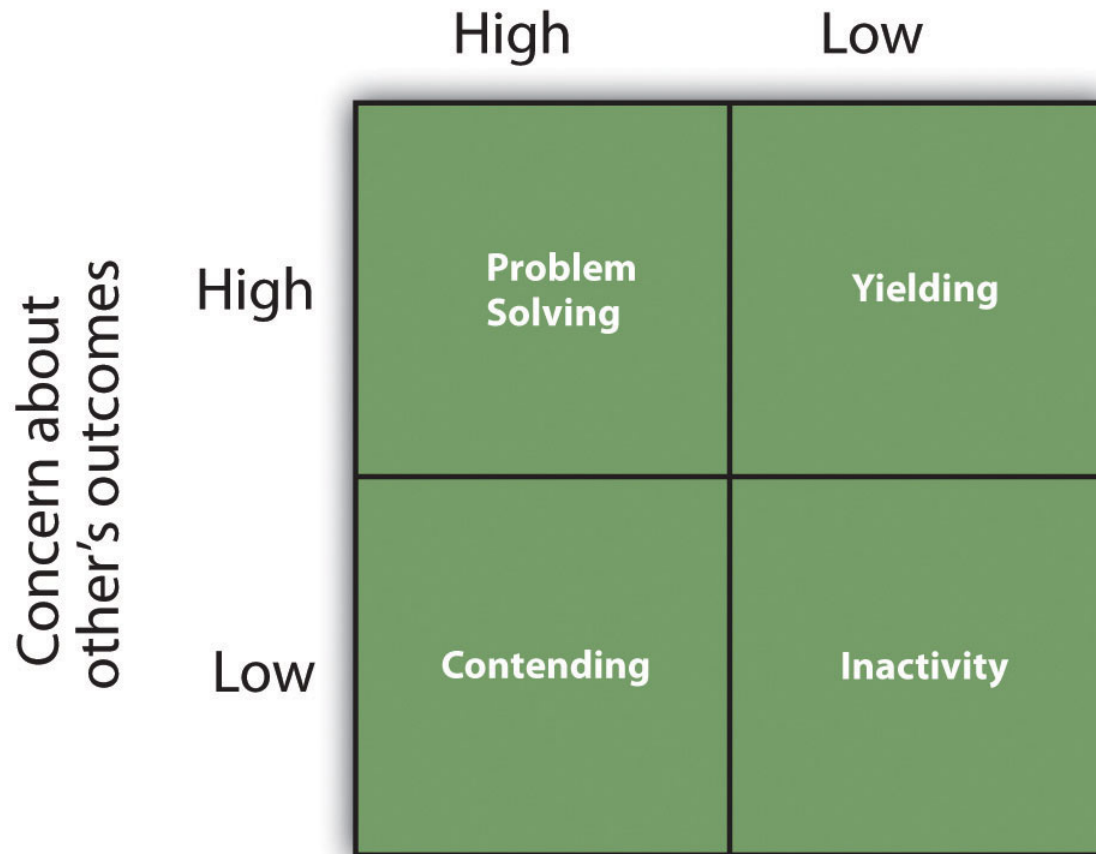 High
Low
High
Problem
Solving
Yielding
Concern about
other's outcomes
Low
Contending
Inactivity